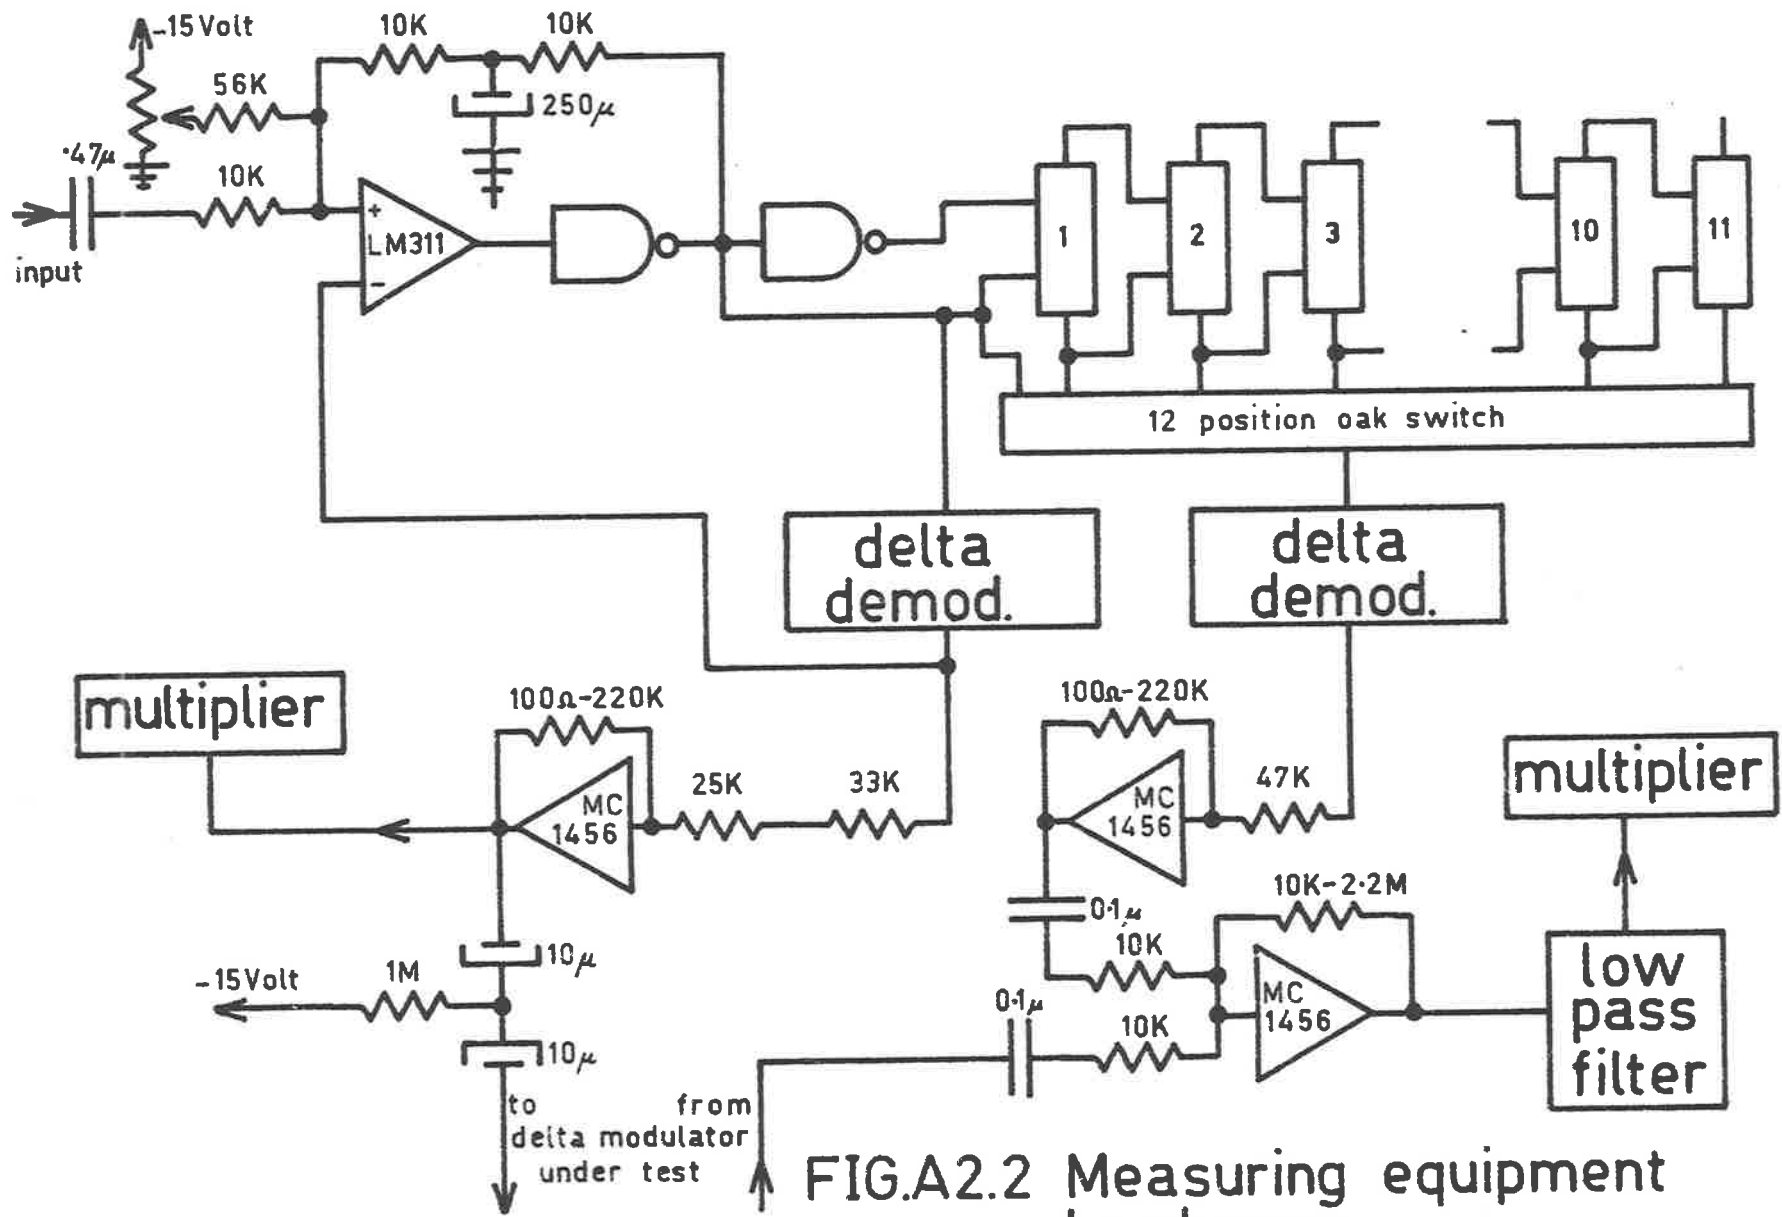 -15Volt
10K
10K
56K
250µ
·47µ
10K
input
+
LM311
-
1
2
3
10
11
12 position oak switch
delta
demod.
delta
demod.
multiplier
100Ω-220K
MC
1456
25K
33K
100Ω-220K
MC
1456
47K
multiplier
0·1µ
10K
10K-2·2M
10µ
-15Volt
1M
10µ
0·1µ
10K
MC
1456
low
pass
filter
to
delta modulator
under test
from
FIG.A2.2 Measuring equipment